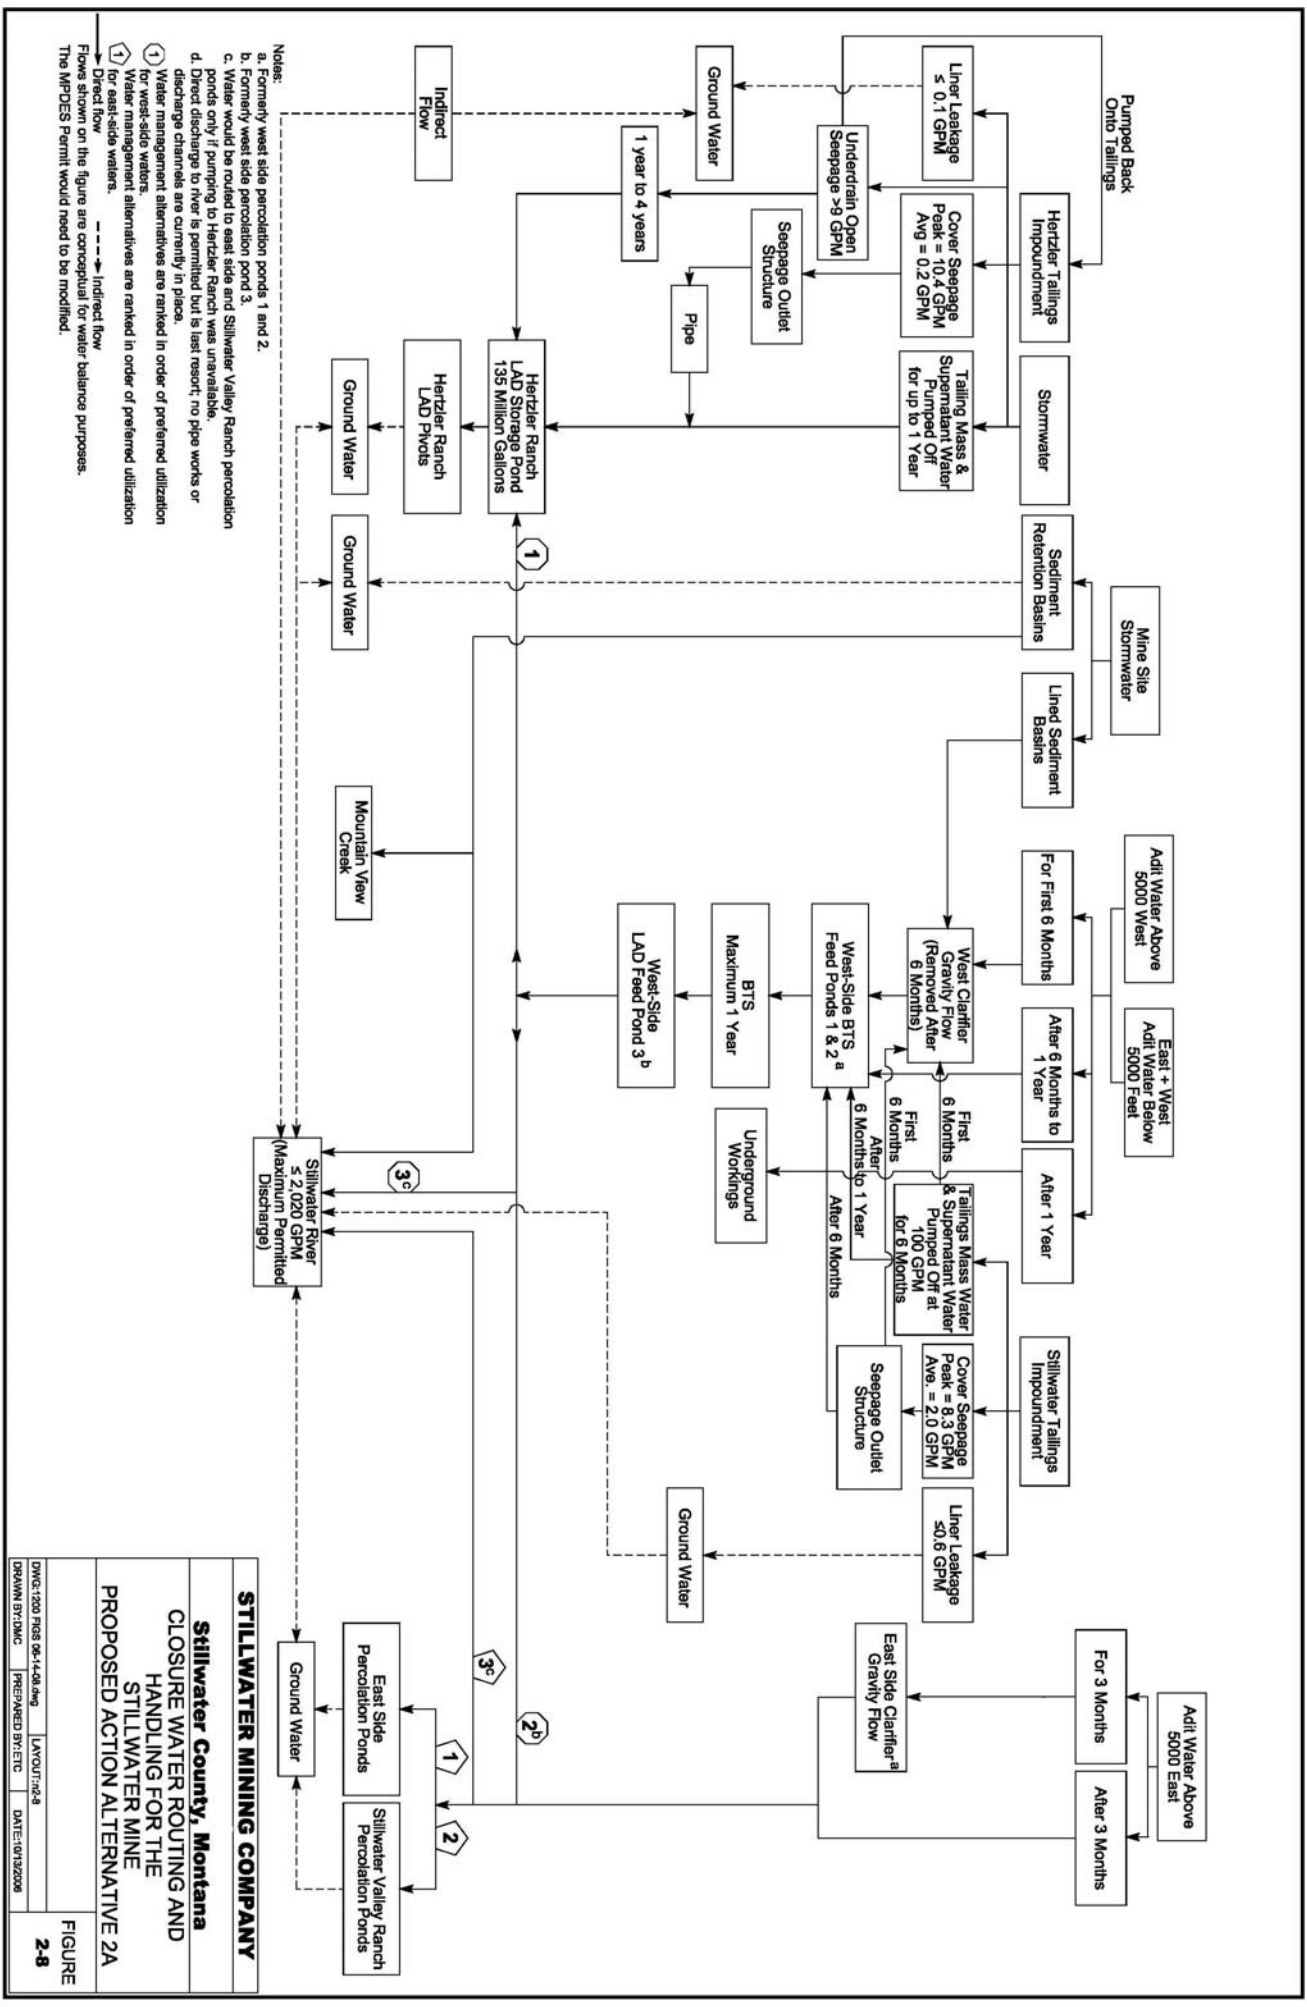 Pumped Back
Onto Tailings
Hertzler Tailings
Impoundment
Stormwater
Liner Leakage
≤ 0.1 GPM
Cover Seepage
Peak = 10.4 GPM
Avg = 0.2 GPM
Tailing Mass &
Supernatant Water
Pumped Off
for up to 1 Year
Underdrain Open
Seepage >9 GPM
Seepage Outlet
Structure
Ground Water
1 year to 4 years
Pipe
Hertzler Ranch
LAD Storage Pond
135 Million Gallons
Hertzler Ranch
LAD Pivots
Ground Water
Indirect
Flow
Mine Site
Stormwater
Sediment
Retention Basins
Lined Sediment
Basins
1
Ground Water
Mountain View
Creek
Adit Water Above
5000 West
East + West
Adit Water Below
5000 Feet
For First 6 Months
After 6 Months to
1 Year
After 1 Year
West Clarifier
Gravity Flow
(Removed After
6 Months)
First
6 Months
First
6 Months
After
6 Months to 1 Year
After 6 Months
West-Side BTS
Feed Ponds 1 & 2 a
BTS
Maximum 1 Year
Underground
Workings
West-Side
LAD Feed Pond 3 b
Stillwater Tailings
Impoundment
Tailings Mass Water
& Supernatant Water
Pumped Off at
100 GPM
for 6 Months
Cover Seepage
Peak = 8.3 GPM
Ave. = 2.0 GPM
Liner Leakage
≤0.6 GPM
Seepage Outlet
Structure
Ground Water
3c
Stillwater River
≤ 2,020 GPM
(Maximum Permitted
Discharge)
Adit Water Above
5000 East
For 3 Months
After 3 Months
East Side Clarifier a
Gravity Flow
2b
3c
1
2
East Side
Percolation Ponds
Stillwater Valley Ranch
Percolation Ponds
Ground Water
Notes:
a. Formerly west side percolation ponds 1 and 2.
b. Formerly west side percolation pond 3.
c. Water would be routed to east side and Stillwater Valley Ranch percolation
ponds only if pumping to Hertzler Ranch was unavailable.
d. Direct discharge to river is permitted but is last resort; no pipe works or
discharge channels are currently in place.
1 Water management alternatives are ranked in order of preferred utilization
for west-side waters.
1 Water management alternatives are ranked in order of preferred utilization
for east-side waters.
Direct flow Indirect flow
Flows shown on the figure are conceptual for water balance purposes.
The MPDES Permit would need to be modified.
STILLWATER MINING COMPANY
Stillwater County, Montana
CLOSURE WATER ROUTING AND
HANDLING FOR THE
STILLWATER MINE
PROPOSED ACTION ALTERNATIVE 2A
DWG:1200 FIGS 06-14-08.dwg LAYOUT:n2-8
DRAWN BY:DMC PREPARED BY:ETC DATE:10/13/2008
FIGURE
2-8